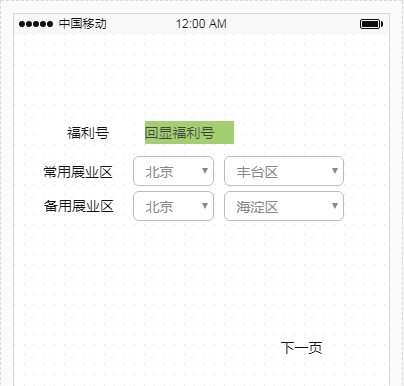 中国移动 12:00 AM
福利号 回显福利号
常用展业区 北京 丰台区
备用展业区 北京 海淀区
下一页